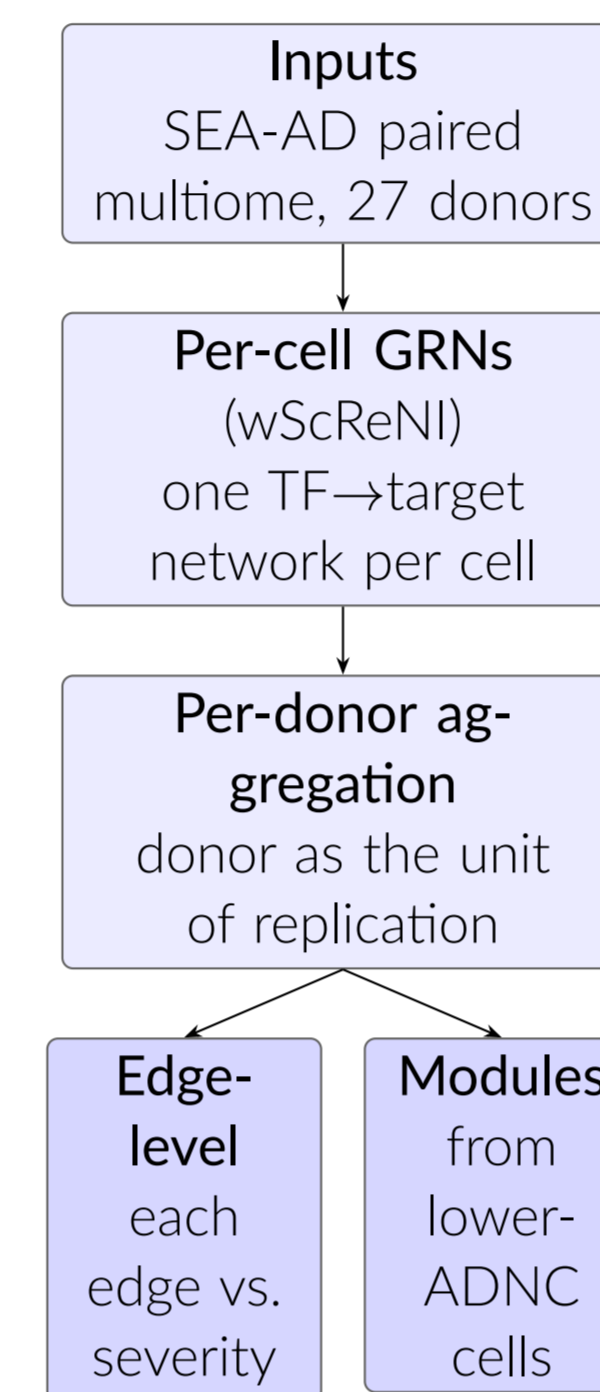 Inputs
SEA-AD paired
multiome, 27 donors
Per-cell GRNs
(wScReNI)
one TF→target
network per cell
Per-donor ag-
gregation
donor as the unit
of replication
Edge-
level
each
edge vs.
severity
Modules
from
lower-
ADNC
cells